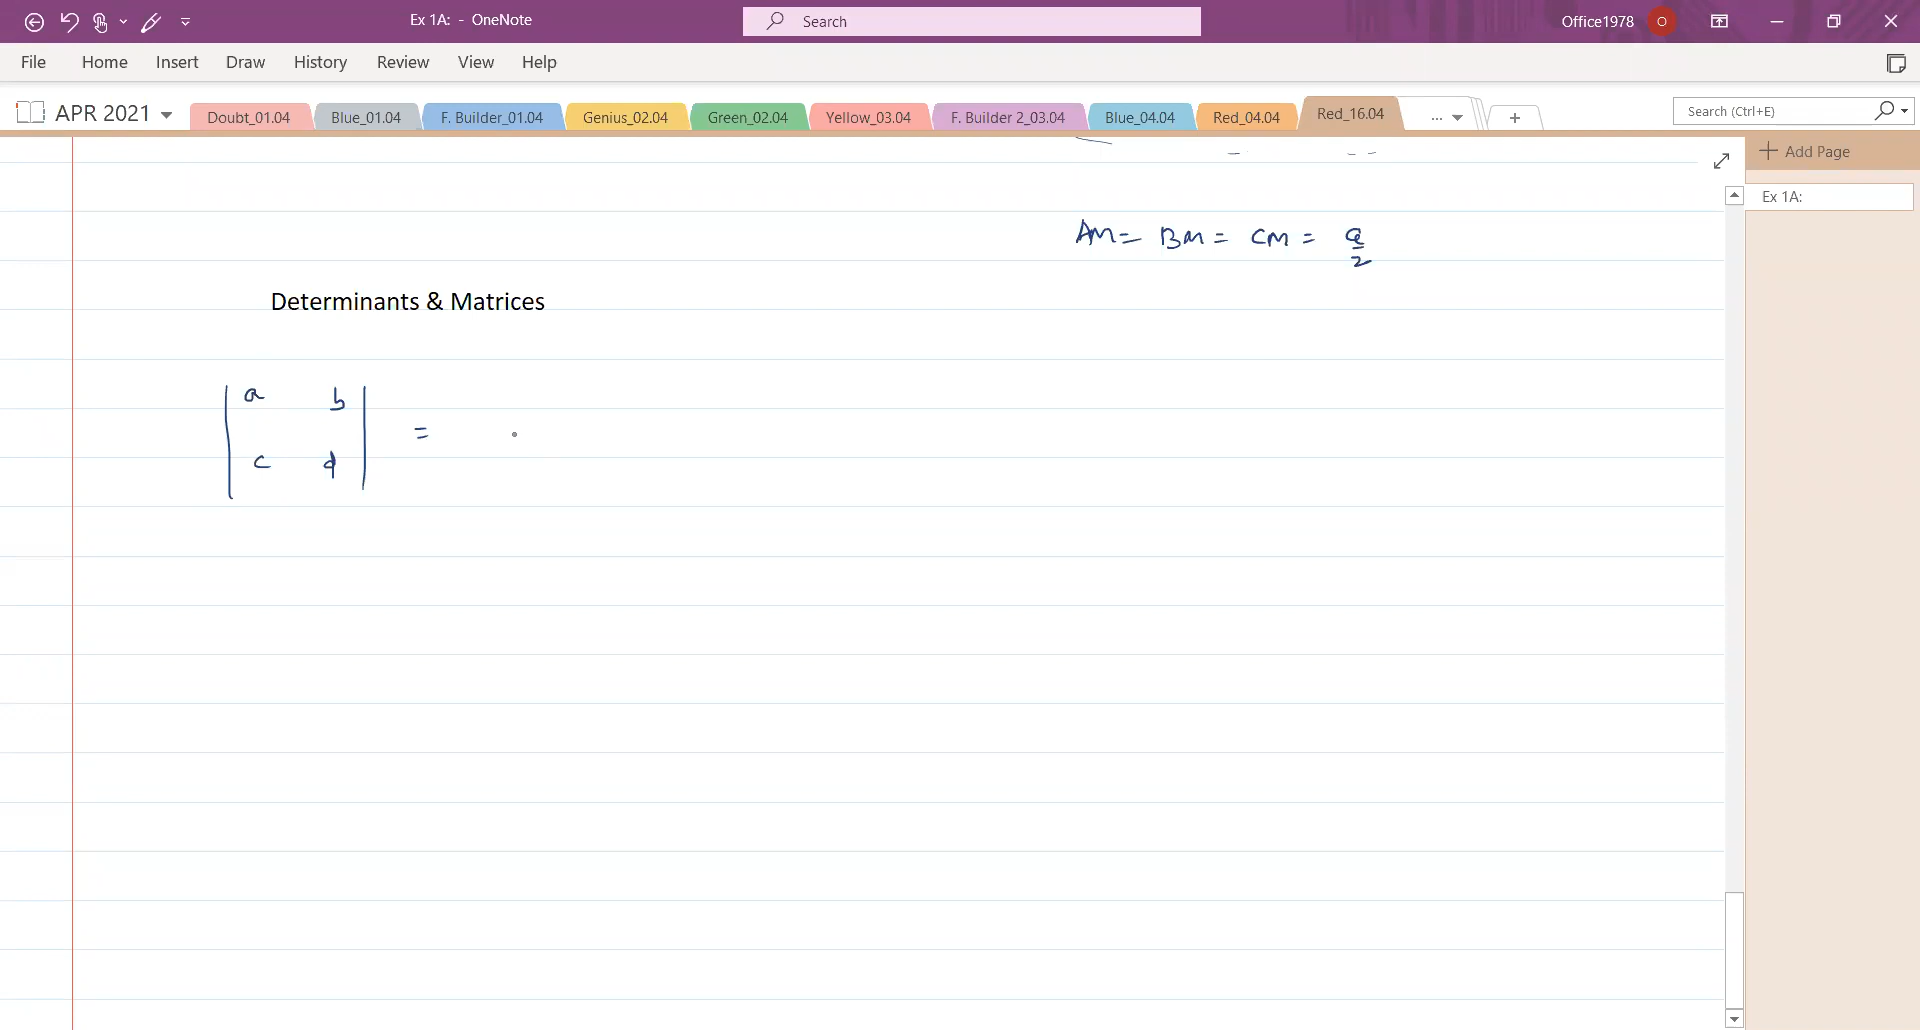 Ex 1A: - OneNote
Search
Office1978
O
File Home Insert Draw History Review View Help
APR 2021
Doubt_01.04
Blue_01.04
F. Builder_01.04
Genius_02.04
Green_02.04
Yellow_03.04
F. Builder 2_03.04
Blue_04.04
Red_04.04
Red_16.04
...
Search (Ctrl+E)
Add Page
Ex 1A:
AM = BM = CM = a/2
Determinants & Matrices
| a b |
| c d | =